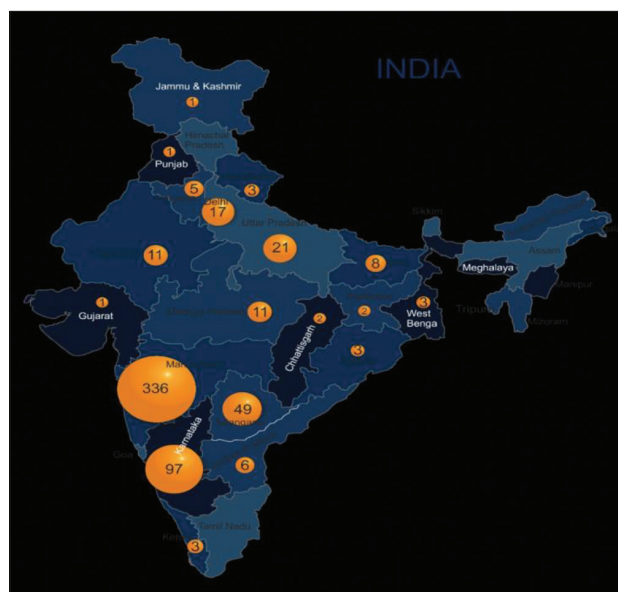 INDIA
Jammu & Kashmir
1
Himachal
Pradesh
1
Punjab
5
3
Delhi
17
Sikkim
Uttar Pradesh
21
Assam
11
8
Meghalaya
Manipur
1
Gujarat
11
2
2
3
West
Benga
Tripura
Mizoram
Chhattisgarh
3
336
49
Karnataka
Goa
97
6
Tamil Nadu
3